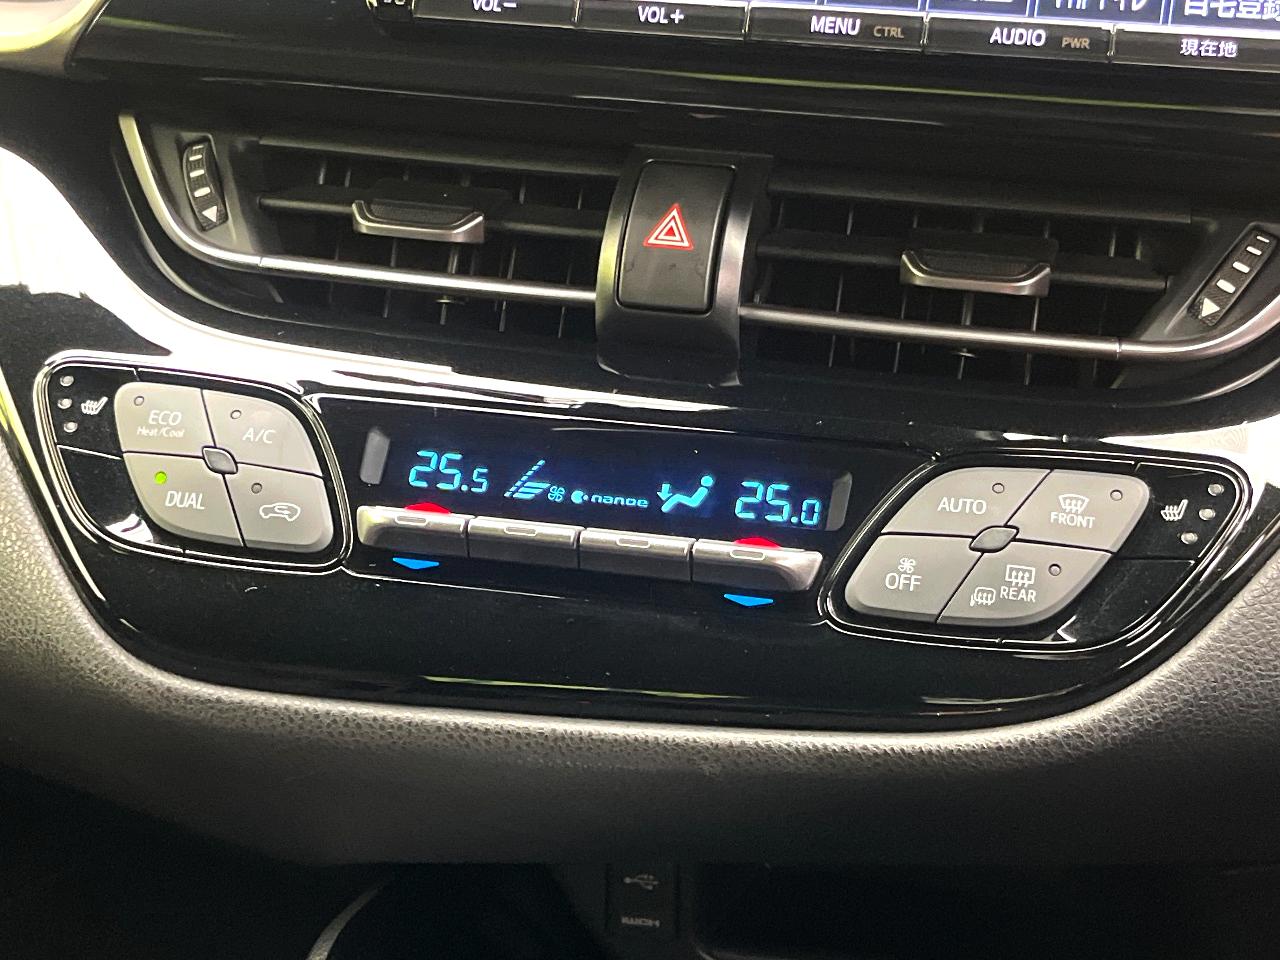 VOL−
VOL+
MENU CTRL
AUDIO PWR
現在地
ECO
Heat/Cool
A/C
DUAL
25.5
nanoe
25.0
AUTO
FRONT
OFF
REAR
HDMI